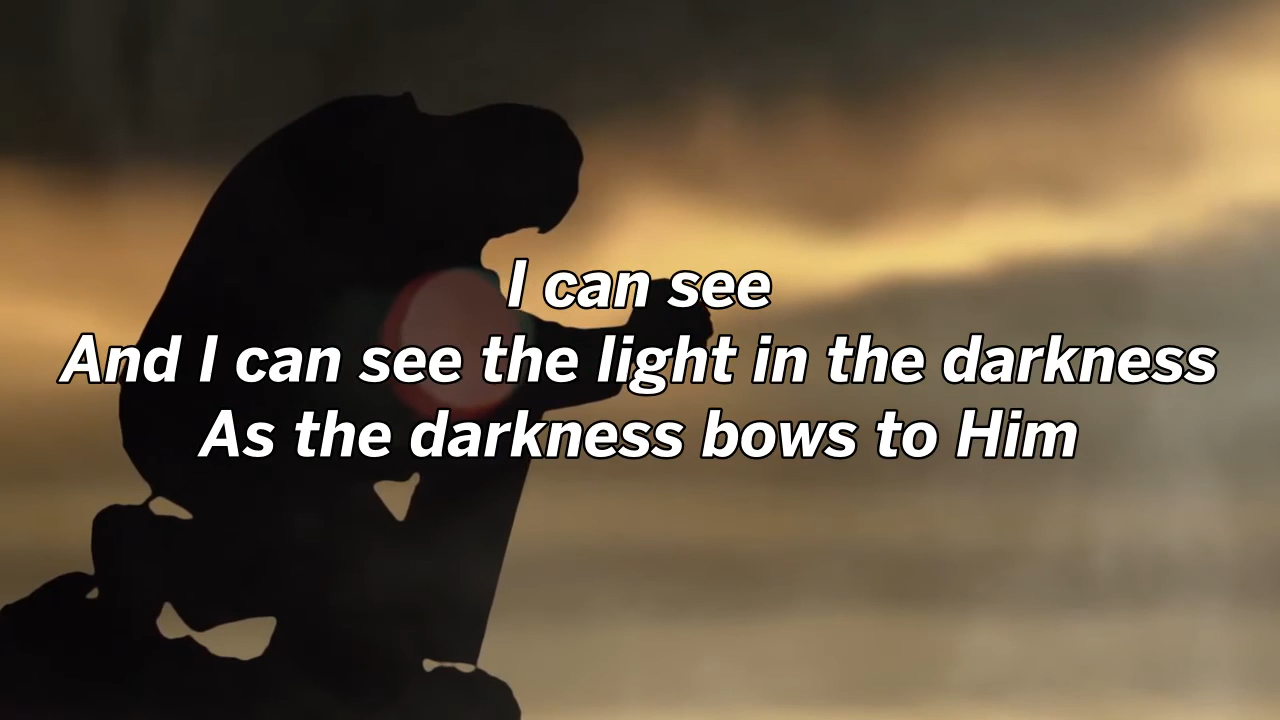 I can see
And I can see the light in the darkness
As the darkness bows to Him